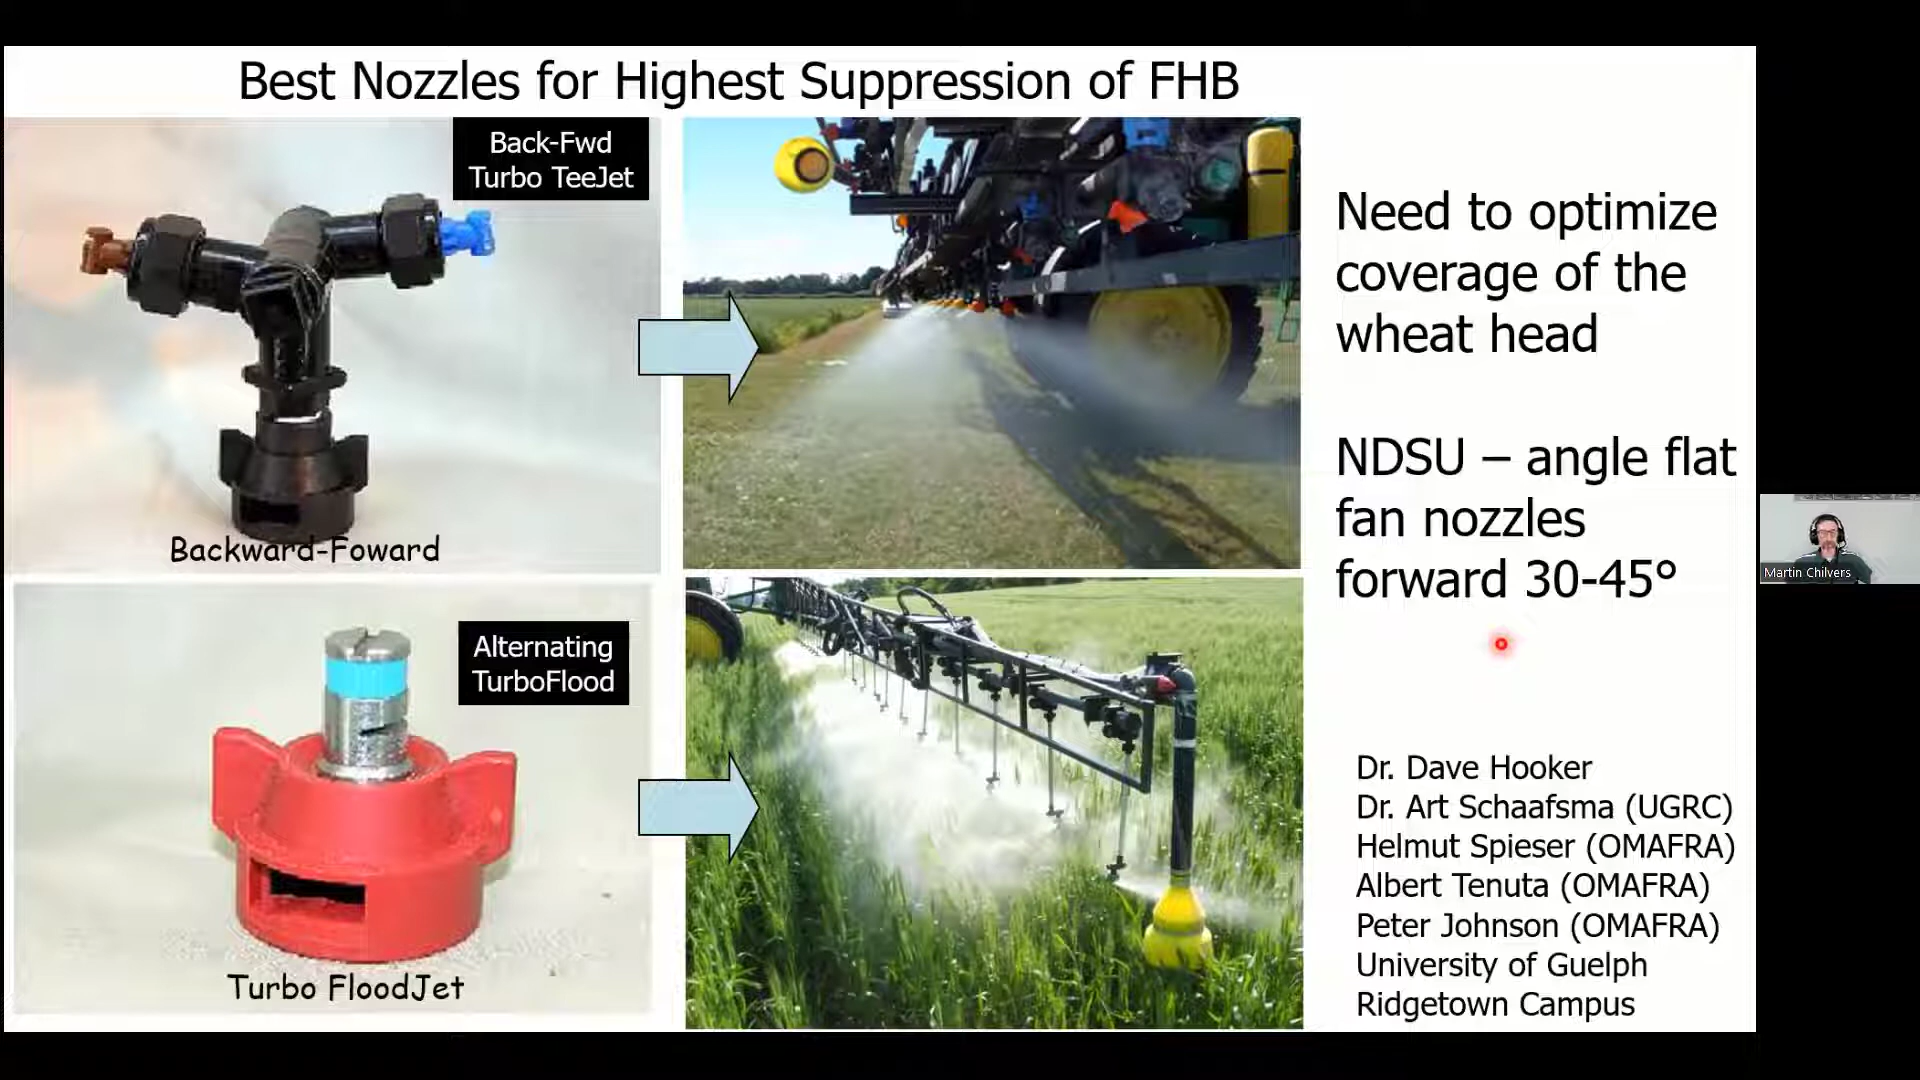 Best Nozzles for Highest Suppression of FHB
Back-Fwd
Turbo TeeJet
Backward-Foward
Alternating
TurboFlood
Turbo FloodJet
Need to optimize
coverage of the
wheat head
NDSU – angle flat
fan nozzles
forward 30-45°
Dr. Dave Hooker
Dr. Art Schaafsma (UGRC)
Helmut Spieser (OMAFRA)
Albert Tenuta (OMAFRA)
Peter Johnson (OMAFRA)
University of Guelph
Ridgetown Campus
Martin Chilvers